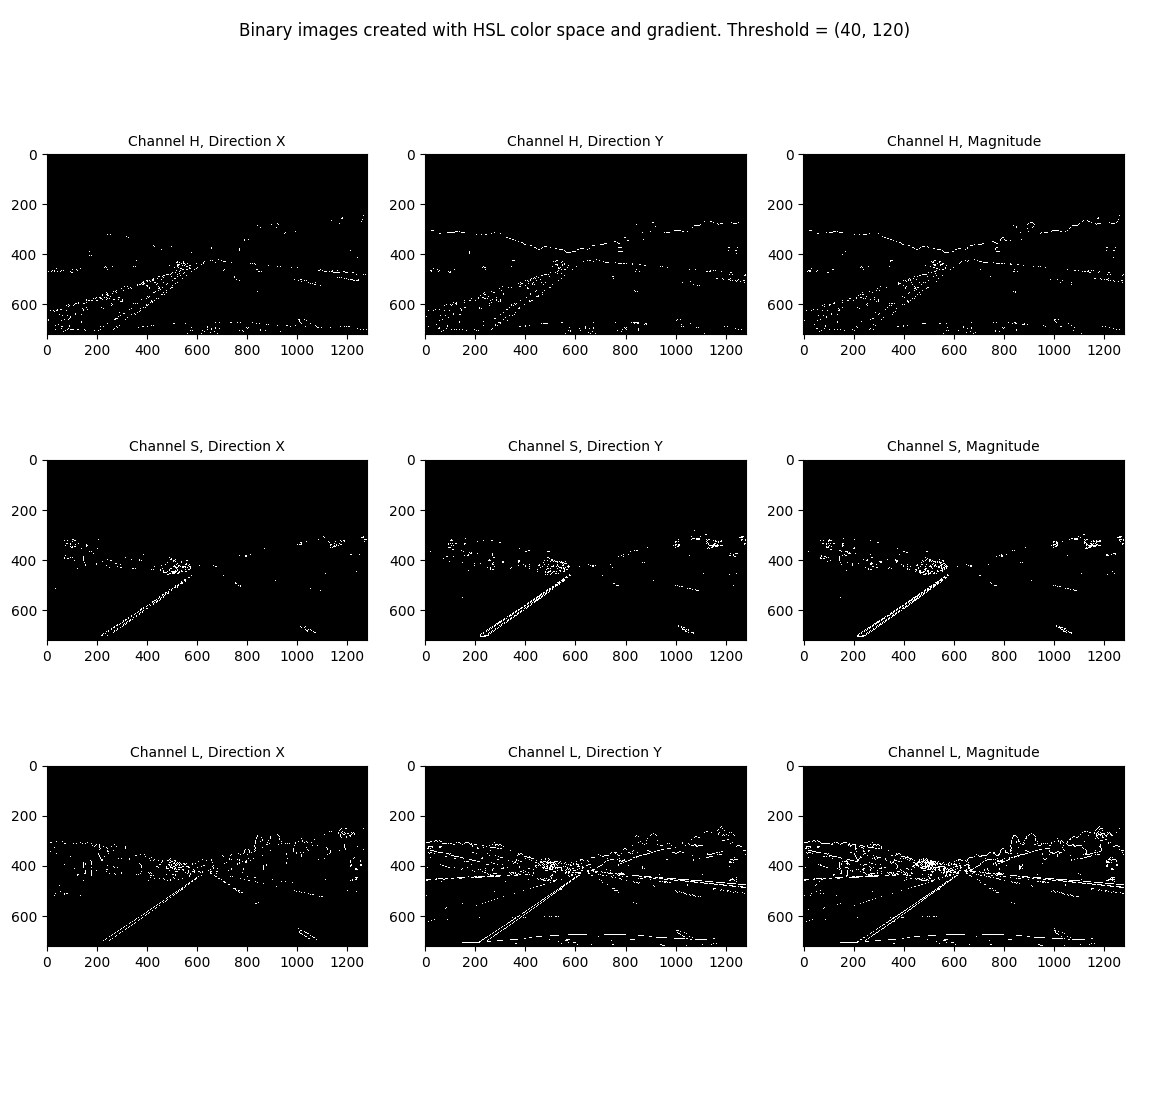 Binary images created with HSL color space and gradient. Threshold = (40, 120)
Channel H, Direction X
0
200
400
600
0 200 400 600 800 1000 1200
Channel H, Direction Y
0
200
400
600
0 200 400 600 800 1000 1200
Channel H, Magnitude
0
200
400
600
0 200 400 600 800 1000 1200
Channel S, Direction X
0
200
400
600
0 200 400 600 800 1000 1200
Channel S, Direction Y
0
200
400
600
0 200 400 600 800 1000 1200
Channel S, Magnitude
0
200
400
600
0 200 400 600 800 1000 1200
Channel L, Direction X
0
200
400
600
0 200 400 600 800 1000 1200
Channel L, Direction Y
0
200
400
600
0 200 400 600 800 1000 1200
Channel L, Magnitude
0
200
400
600
0 200 400 600 800 1000 1200